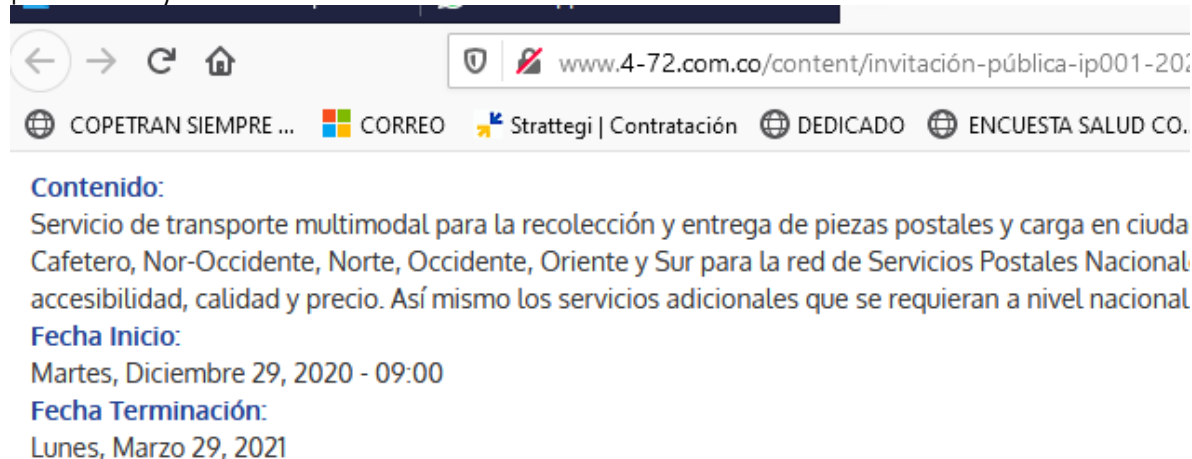 www.4-72.com.co/content/invitación-pública-ip001-202
COPETRAN SIEMPRE ... CORREO Strattegi | Contratación DEDICADO ENCUESTA SALUD CO..
Contenido:
Servicio de transporte multimodal para la recolección y entrega de piezas postales y carga en ciuda
Cafetero, Nor-Occidente, Norte, Occidente, Oriente y Sur para la red de Servicios Postales Nacional
accesibilidad, calidad y precio. Así mismo los servicios adicionales que se requieran a nivel nacional
Fecha Inicio:
Martes, Diciembre 29, 2020 - 09:00
Fecha Terminación:
Lunes, Marzo 29, 2021